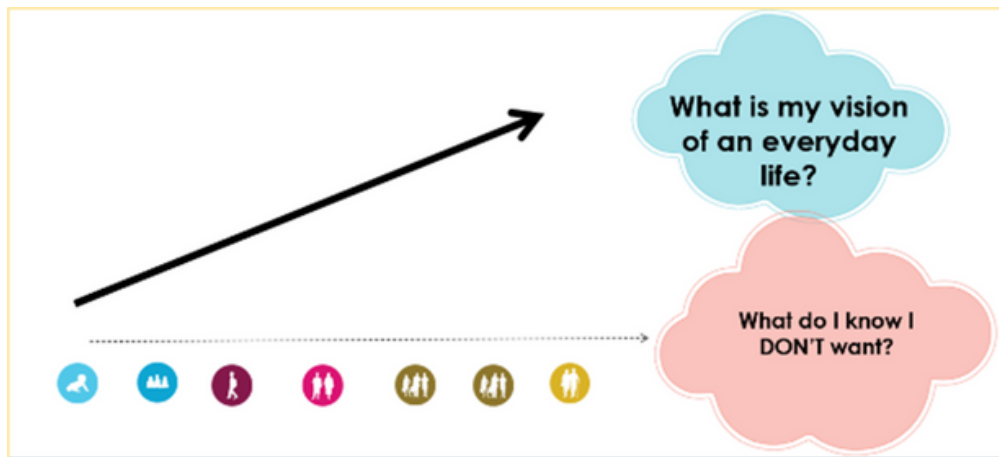 What is my vision
of an everyday
life?
What do I know I
DON'T want?